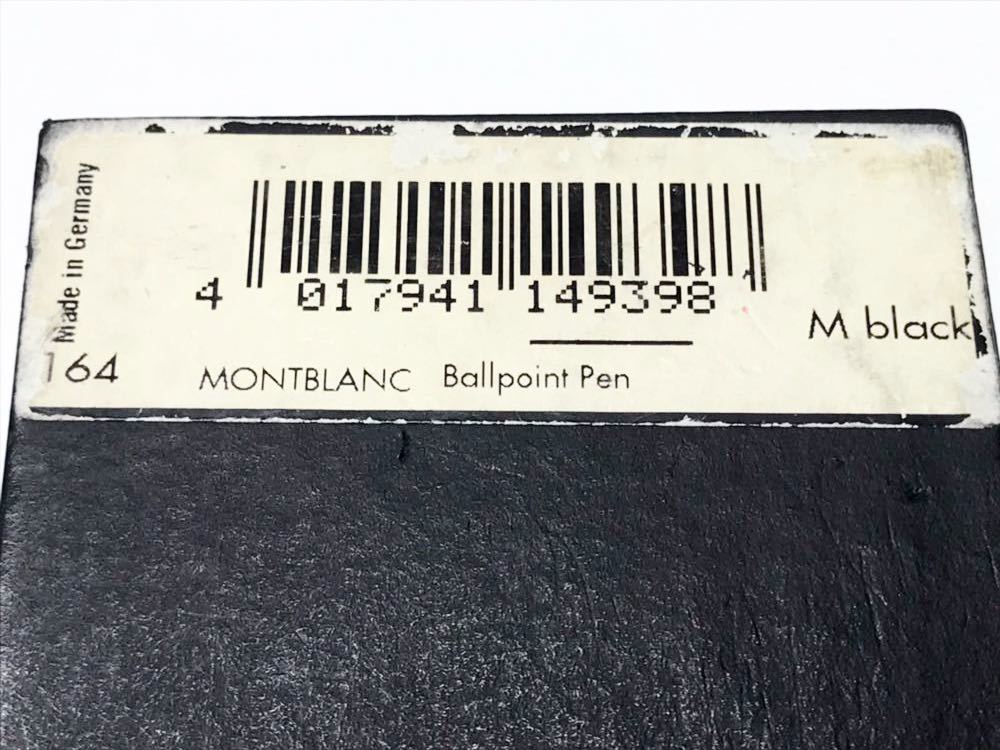 Made in Germany
4 017941 149398
M black
164
MONTBLANC Ballpoint Pen